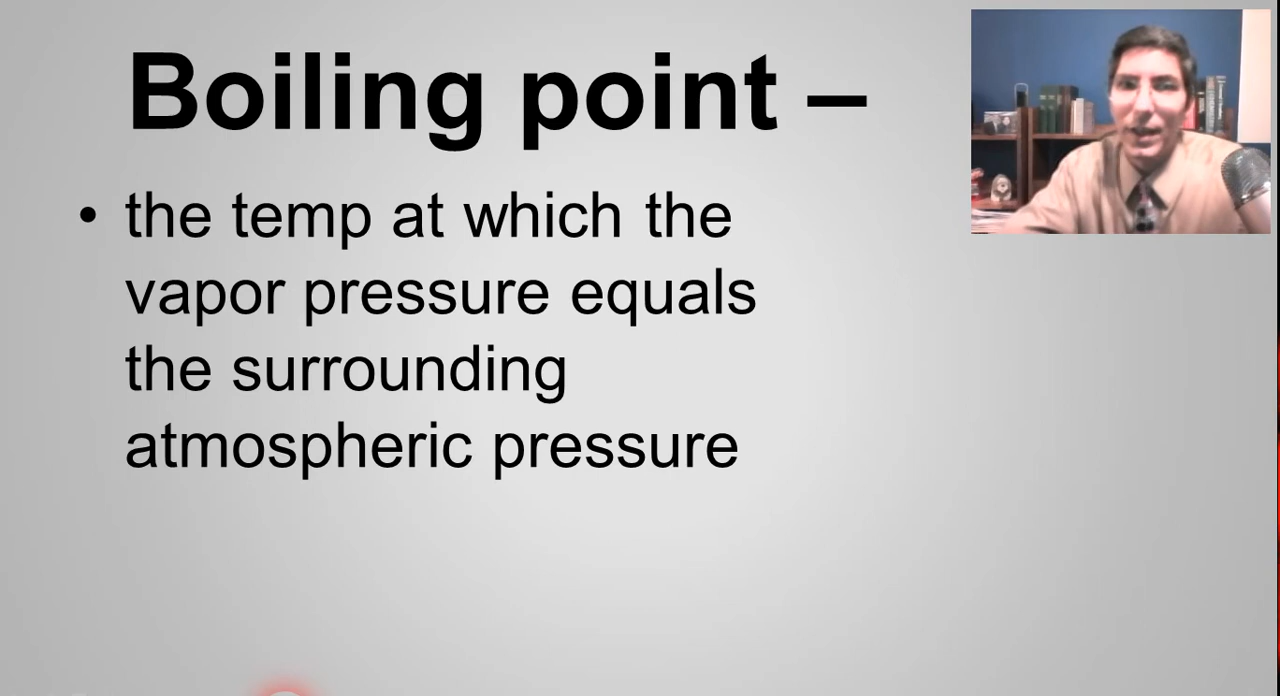 Boiling point –
• the temp at which the
vapor pressure equals
the surrounding
atmospheric pressure